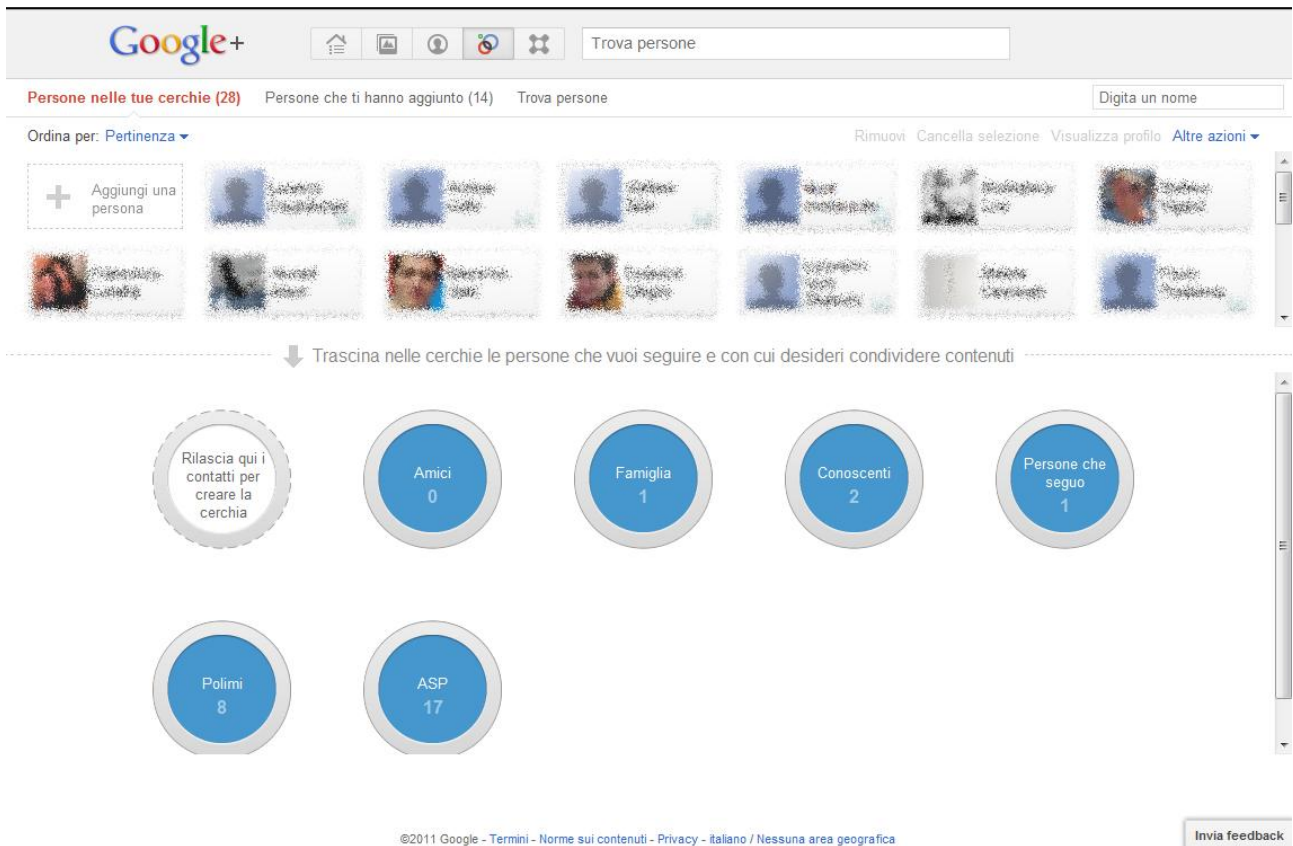 Google+
Trova persone
Persone nelle tue cerchie (28) Persone che ti hanno aggiunto (14) Trova persone
Digita un nome
Ordina per: Pertinenza
Rimuovi Cancella selezione Visualizza profilo Altre azioni
Aggiungi una
persona
Trascina nelle cerchie le persone che vuoi seguire e con cui desideri condividere contenuti
Rilascia qui i
contatti per
creare la
cerchia
Amici
0
Famiglia
1
Conoscenti
2
Persone che
seguo
1
Polimi
8
ASP
17
©2011 Google - Termini - Norme sui contenuti - Privacy - italiano / Nessuna area geografica
Invia feedback